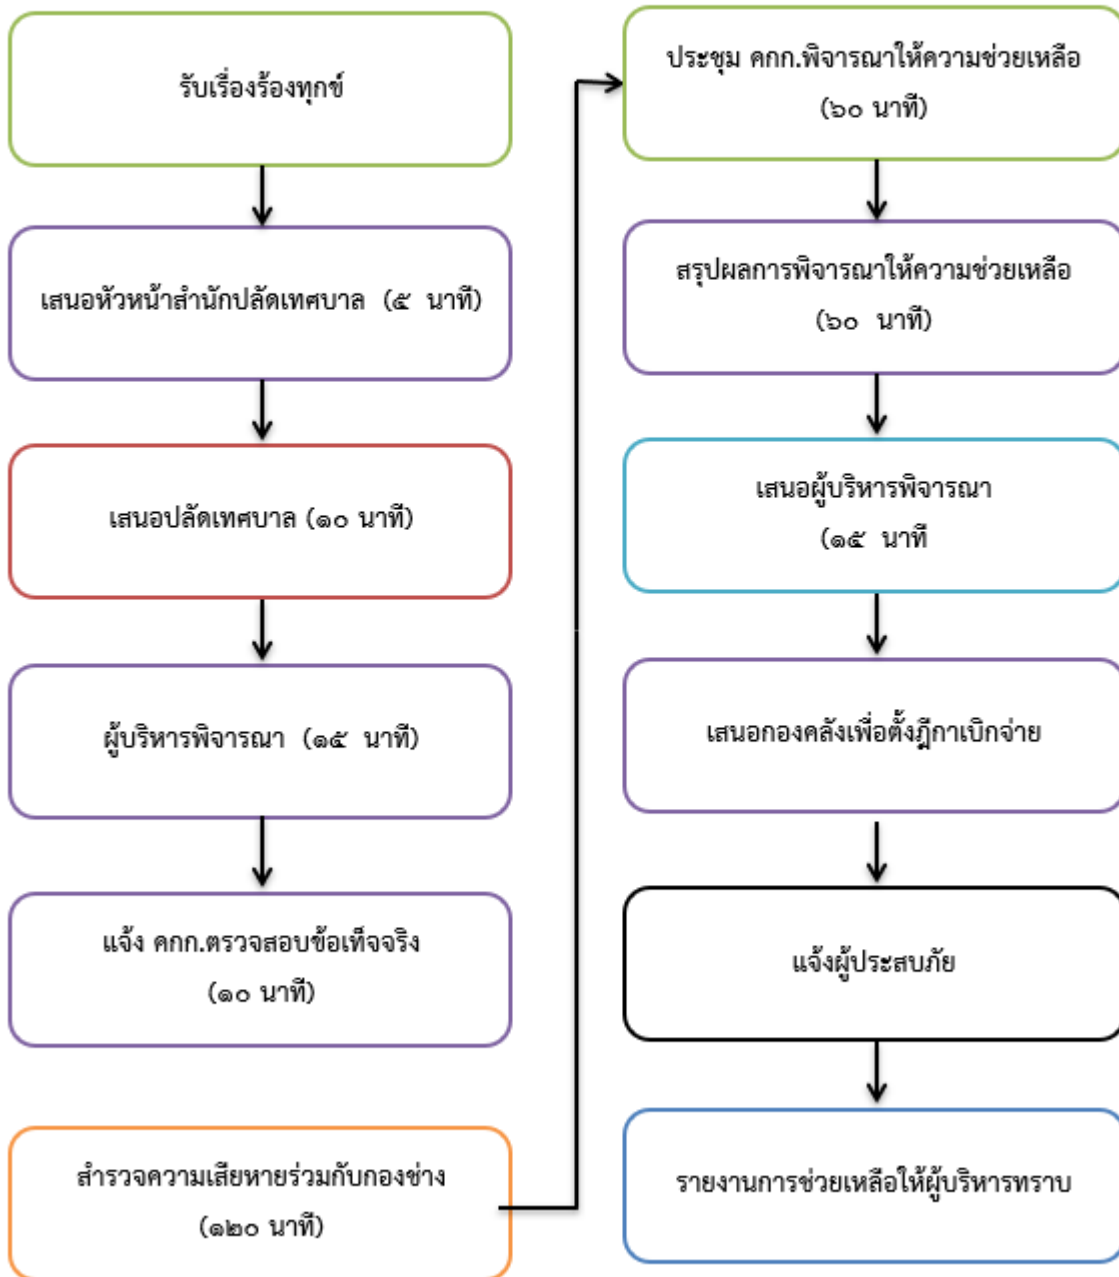 รับเรื่องร้องทุกข์
เสนอหัวหน้าสำนักปลัดเทศบาล (๕ นาที)
เสนอปลัดเทศบาล (๑๐ นาที)
ผู้บริหารพิจารณา (๑๕ นาที)
แจ้ง คกก.ตรวจสอบข้อเท็จจริง
(๑๐ นาที)
สำรวจความเสียหายร่วมกับกองช่าง
(๑๒๐ นาที)
ประชุม คกก.พิจารณาให้ความช่วยเหลือ
(๖๐ นาที)
สรุปผลการพิจารณาให้ความช่วยเหลือ
(๖๐ นาที)
เสนอผู้บริหารพิจารณา
(๑๕ นาที
เสนอกองคลังเพื่อตั้งฎีกาเบิกจ่าย
แจ้งผู้ประสบภัย
รายงานการช่วยเหลือให้ผู้บริหารทราบ